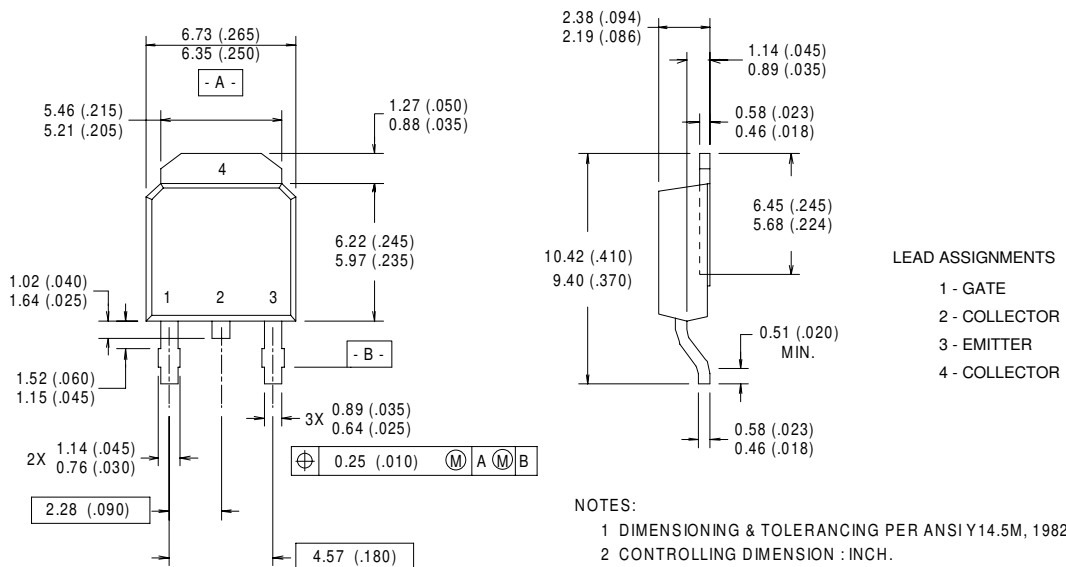 6.73 (.265)
6.35 (.250)
- A -
5.46 (.215)
5.21 (.205)
1.27 (.050)
0.88 (.035)
4
6.22 (.245)
5.97 (.235)
1.02 (.040)
1.64 (.025)
1 2 3
- B -
1.52 (.060)
1.15 (.045)
3X 0.89 (.035)
0.64 (.025)
2X 1.14 (.045)
0.76 (.030)
⌖ 0.25 (.010) Ⓜ A Ⓜ B
2.28 (.090)
4.57 (.180)
2.38 (.094)
2.19 (.086)
1.14 (.045)
0.89 (.035)
0.58 (.023)
0.46 (.018)
6.45 (.245)
5.68 (.224)
10.42 (.410)
9.40 (.370)
0.51 (.020)
MIN.
0.58 (.023)
0.46 (.018)
LEAD ASSIGNMENTS
1 - GATE
2 - COLLECTOR
3 - EMITTER
4 - COLLECTOR
NOTES:
1 DIMENSIONING & TOLERANCING PER ANSI Y14.5M, 1982
2 CONTROLLING DIMENSION : INCH.